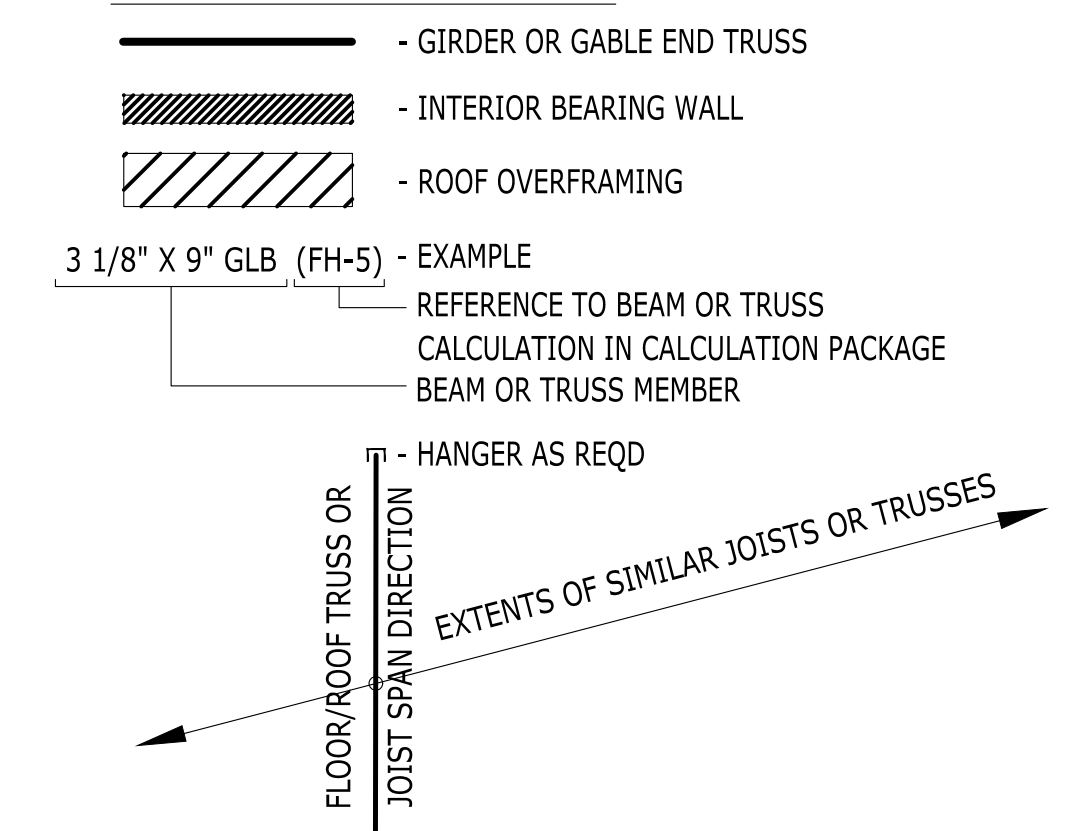 - GIRDER OR GABLE END TRUSS
- INTERIOR BEARING WALL
- ROOF OVERFRAMING
3 1/8" X 9" GLB (FH-5) - EXAMPLE
REFERENCE TO BEAM OR TRUSS
CALCULATION IN CALCULATION PACKAGE
BEAM OR TRUSS MEMBER
- HANGER AS REQD
FLOOR/ROOF TRUSS OR
JOIST SPAN DIRECTION
EXTENTS OF SIMILAR JOISTS OR TRUSSES